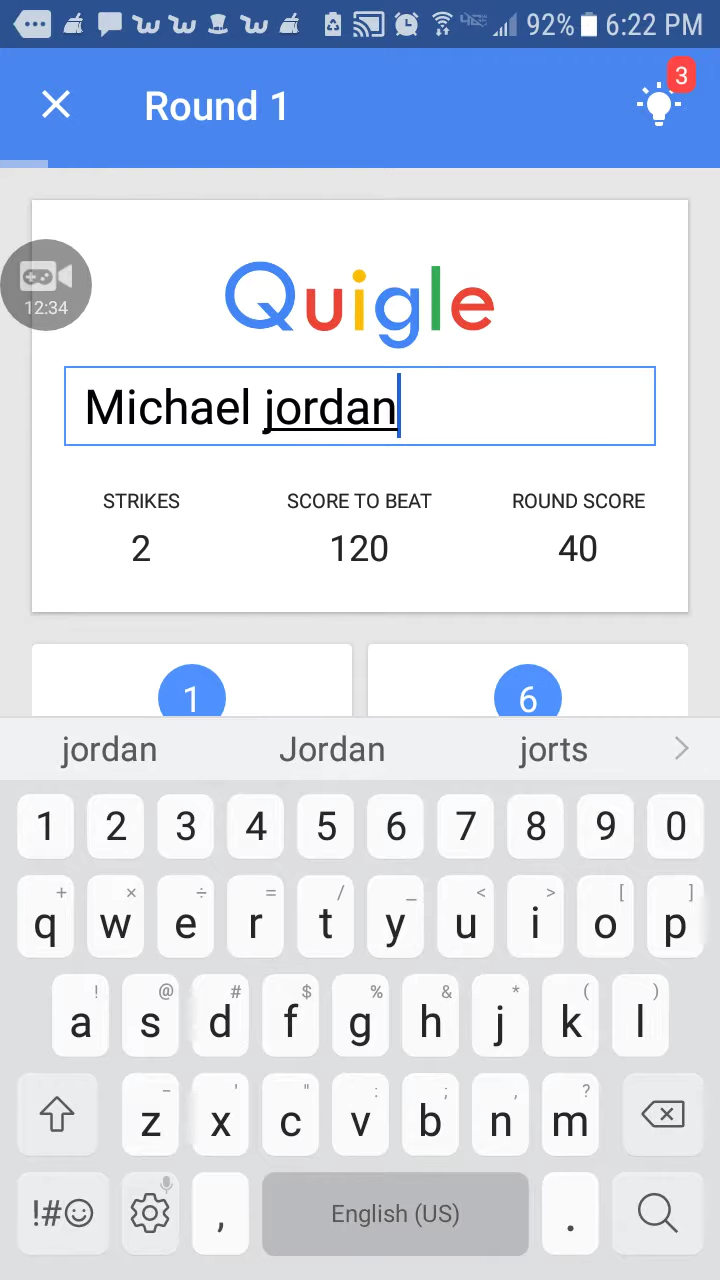 92% 6:22 PM
Round 1
3
12:34
Quigle
Michael jordan
STRIKES SCORE TO BEAT ROUND SCORE
2 120 40
1 6
jordan Jordan jorts >
1 2 3 4 5 6 7 8 9 0
+ × ÷ = / _ < > [ ]
q w e r t y u i o p
! @ # $ % & * ( )
a s d f g h j k l
- ' " : ; , ?
z x c v b n m
!#☺ , English (US) .